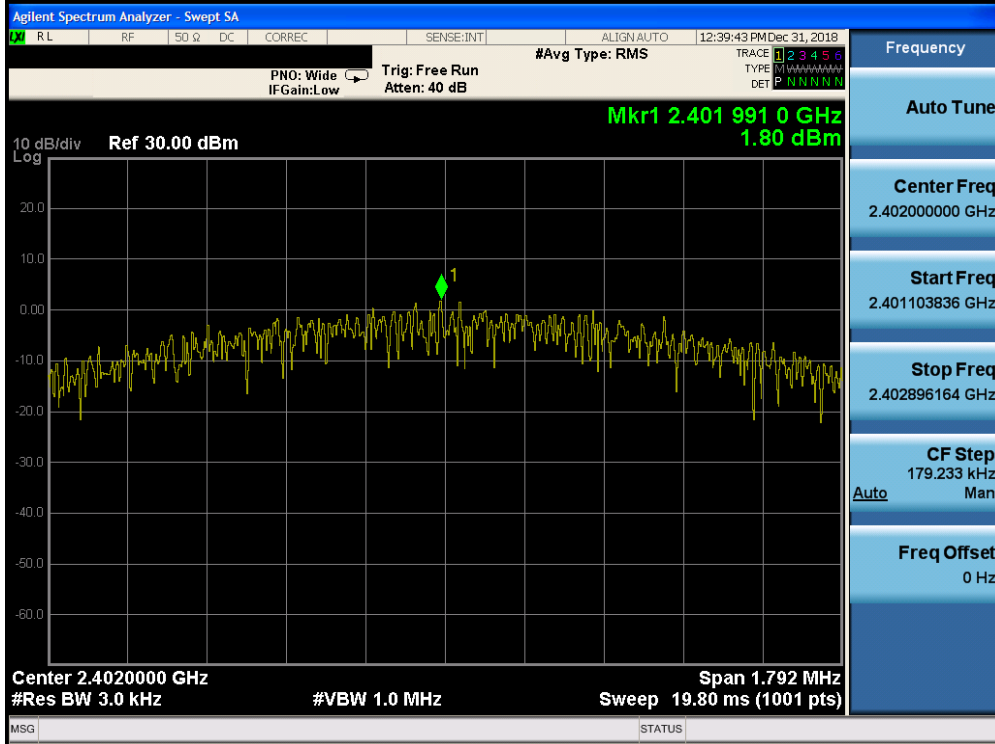 Agilent Spectrum Analyzer - Swept SA
LXI RL RF 50 Ω DC CORREC SENSE:INT ALIGN AUTO 12:39:43 PM Dec 31, 2018
#Avg Type: RMS TRACE 1 2 3 4 5 6
PNO: Wide Trig: Free Run TYPE M WWWWW
IFGain:Low Atten: 40 dB DET P N N N N N
Mkr1 2.401 991 0 GHz
1.80 dBm
10 dB/div Ref 30.00 dBm
Log
20.0
10.0
1
0.00
-10.0
-20.0
-30.0
-40.0
-50.0
-60.0
Center 2.4020000 GHz Span 1.792 MHz
#Res BW 3.0 kHz #VBW 1.0 MHz Sweep 19.80 ms (1001 pts)
MSG STATUS
Frequency
Auto Tune
Center Freq
2.402000000 GHz
Start Freq
2.401103836 GHz
Stop Freq
2.402896164 GHz
CF Step
179.233 kHz
Auto Man
Freq Offset
0 Hz